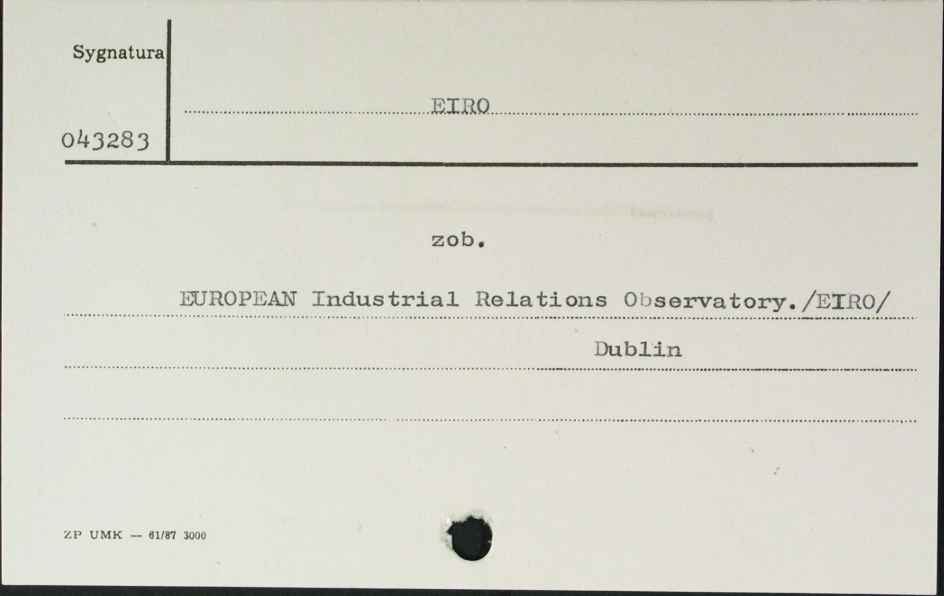 Sygnatura
EIRO
043283
zob.
EUROPEAN Industrial Relations Observatory./EIRO/
Dublin
ZP UMK — 61/87 3000